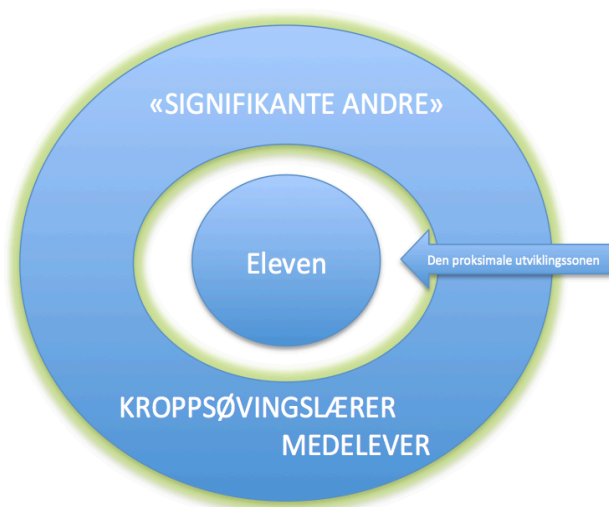 «SIGNIFIKANTE ANDRE»
Eleven
Den proksimale utviklingssonen
KROPPSØVINGSLÆRER
MEDELEVER